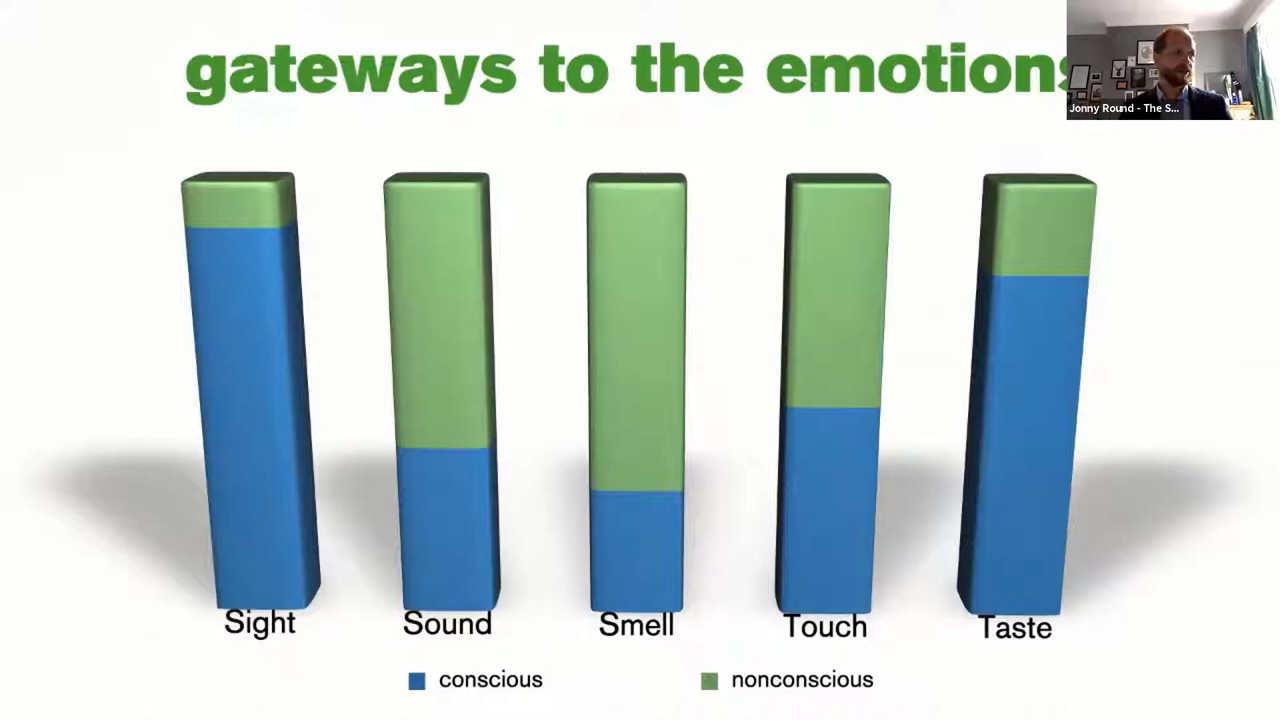 gateways to the emotions
Jonny Round - The S...
Sight
Sound
Smell
Touch
Taste
conscious
nonconscious